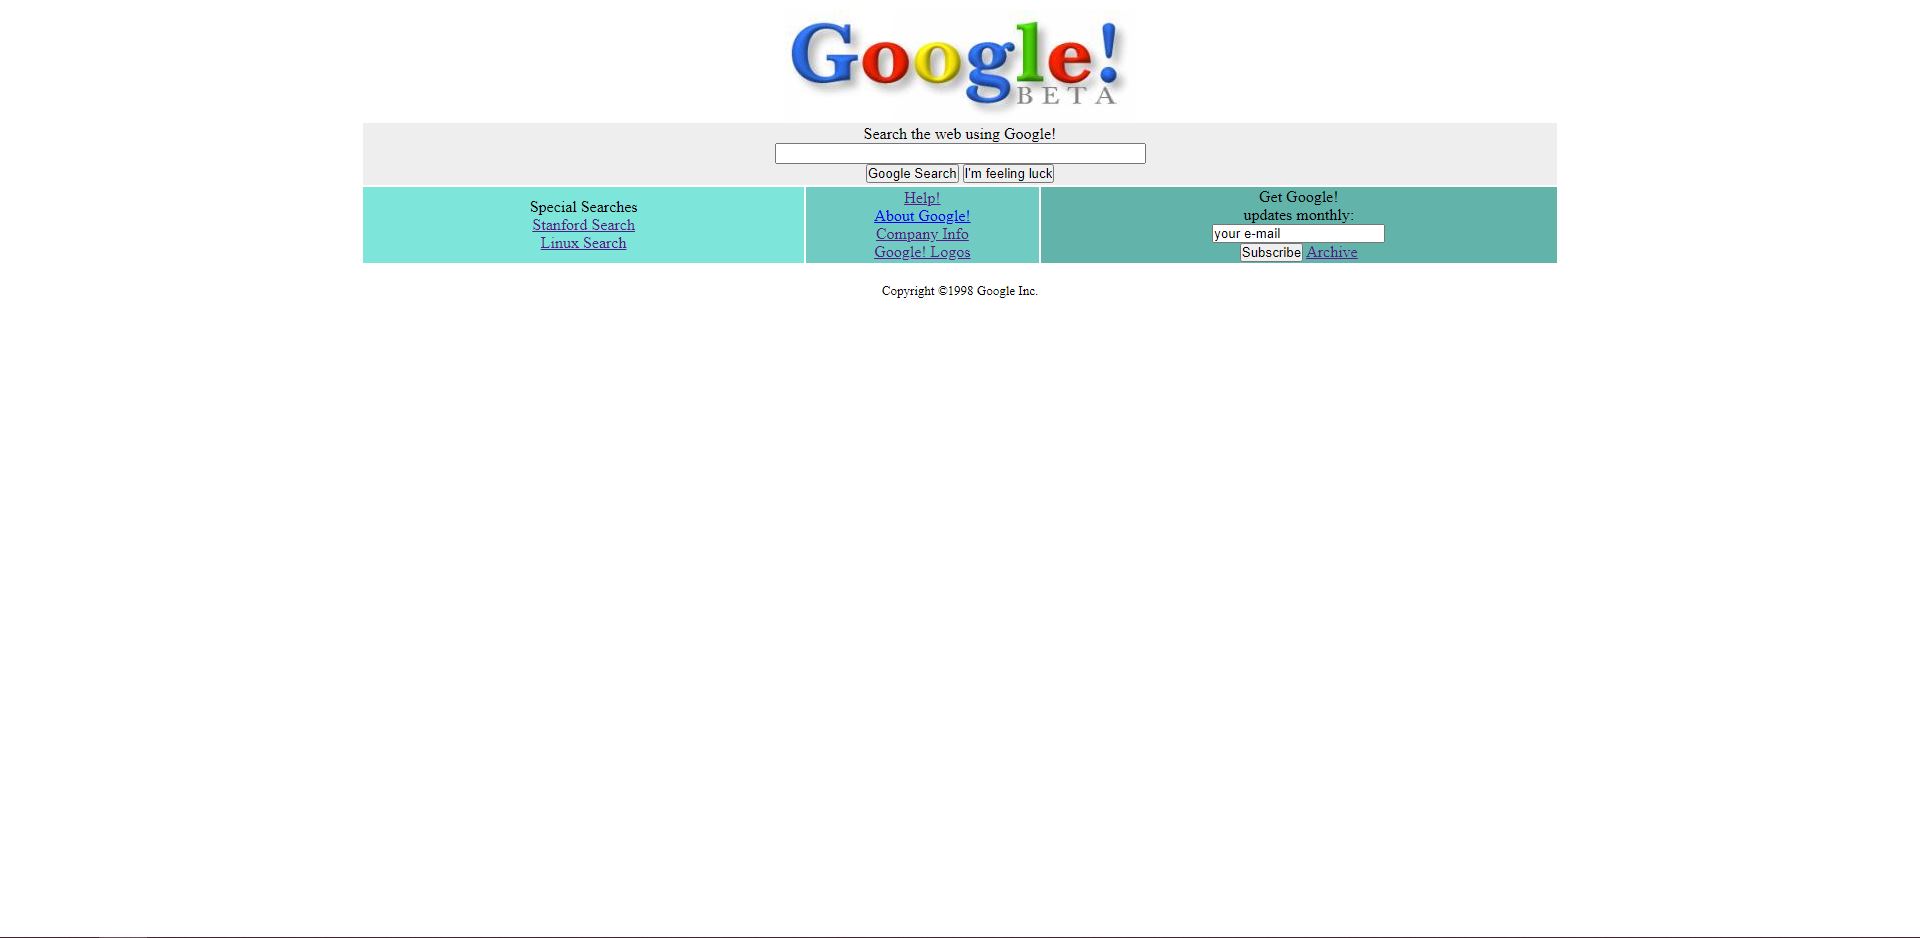 Google!
BETA
Search the web using Google!
Google Search I'm feeling luck
Special Searches
Stanford Search
Linux Search
Help!
About Google!
Company Info
Google! Logos
Get Google!
updates monthly:
your e-mail
Subscribe Archive
Copyright ©1998 Google Inc.